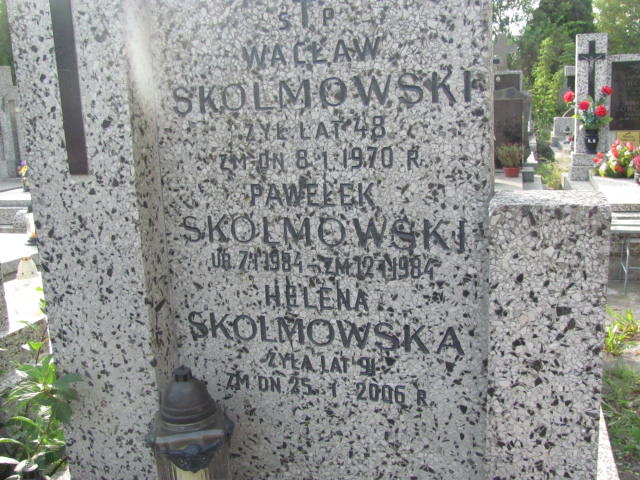 Ś † P
WACŁAW
SKOLMOWSKI
ŻYŁ LAT 48
ZM DN 8.1.1970 R.
PAWEŁEK
SKOLMOWSKI
UR 7.1.1984 - ZM.12.1.1984
HELENA
SKOLMOWSKA
ŻYŁA LAT 91
ZM DN 25.1.2006 R.